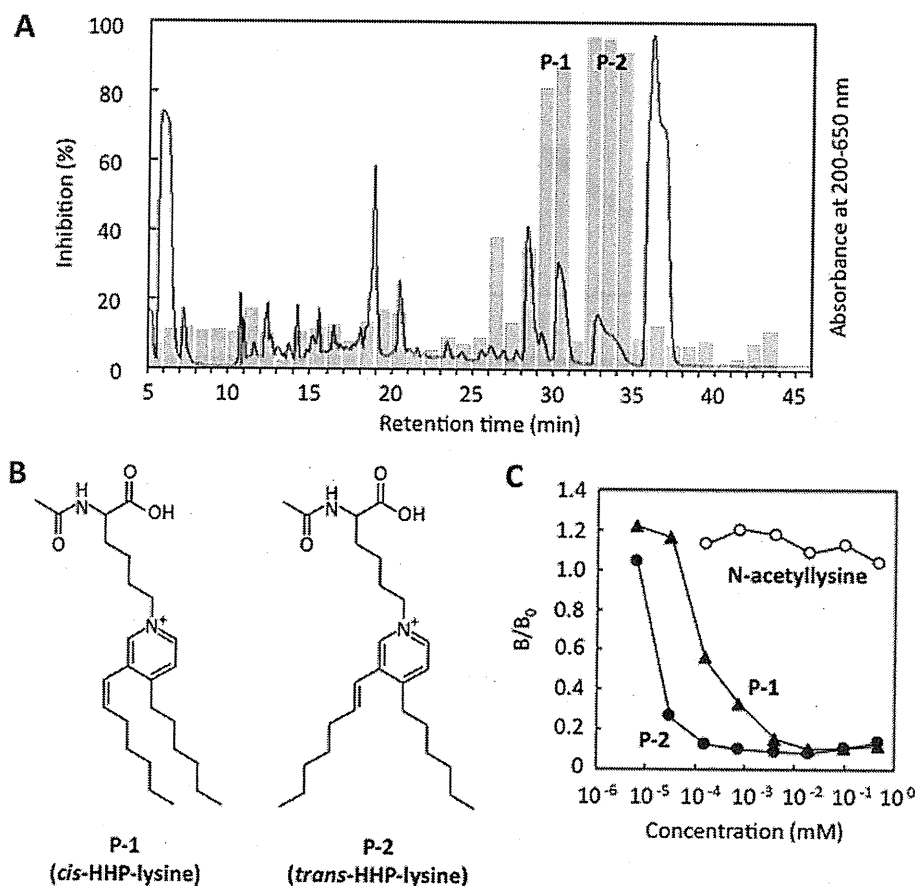 A
100
80
60
40
20
0
Inhibition (%)
P-1
P-2
Absorbance at 200-650 nm
5 10 15 20 25 30 35 40 45
Retention time (min)
B
H
N
O
OH
O
N+
P-1
(cis-HHP-lysine)
H
N
O
OH
O
N+
P-2
(trans-HHP-lysine)
C
1.4
1.2
1.0
0.8
0.6
0.4
0.2
0
B/B0
N-acetyllysine
P-1
P-2
10-6 10-5 10-4 10-3 10-2 10-1 100
Concentration (mM)